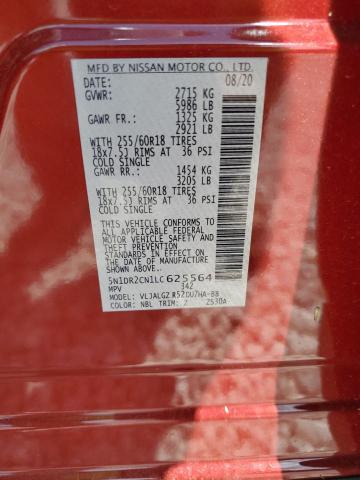 MFD BY NISSAN MOTOR CO., LTD.
DATE: 08/20
GVWR: 2715 KG
5986 LB
GAWR FR.: 1325 KG
2921 LB
WITH 255/60R18 TIRES
18x7.5J RIMS AT 36 PSI
COLD SINGLE
GAWR RR.: 1454 KG
3205 LB
WITH 255/60R18 TIRES
18x7.5J RIMS AT 36 PSI
COLD SINGLE
THIS VEHICLE CONFORMS
TO ALL APPLICABLE FEDERAL
MOTOR VEHICLE SAFETY
AND THEFT PREVENTION
STANDARDS IN EFFECT ON
THE DATE OF MANUFACTURE
SHOWN ABOVE.
5N1DR2CN1LC625564
MPV 342
MODEL:
COLOR: NBL TRIM: Z 2530A